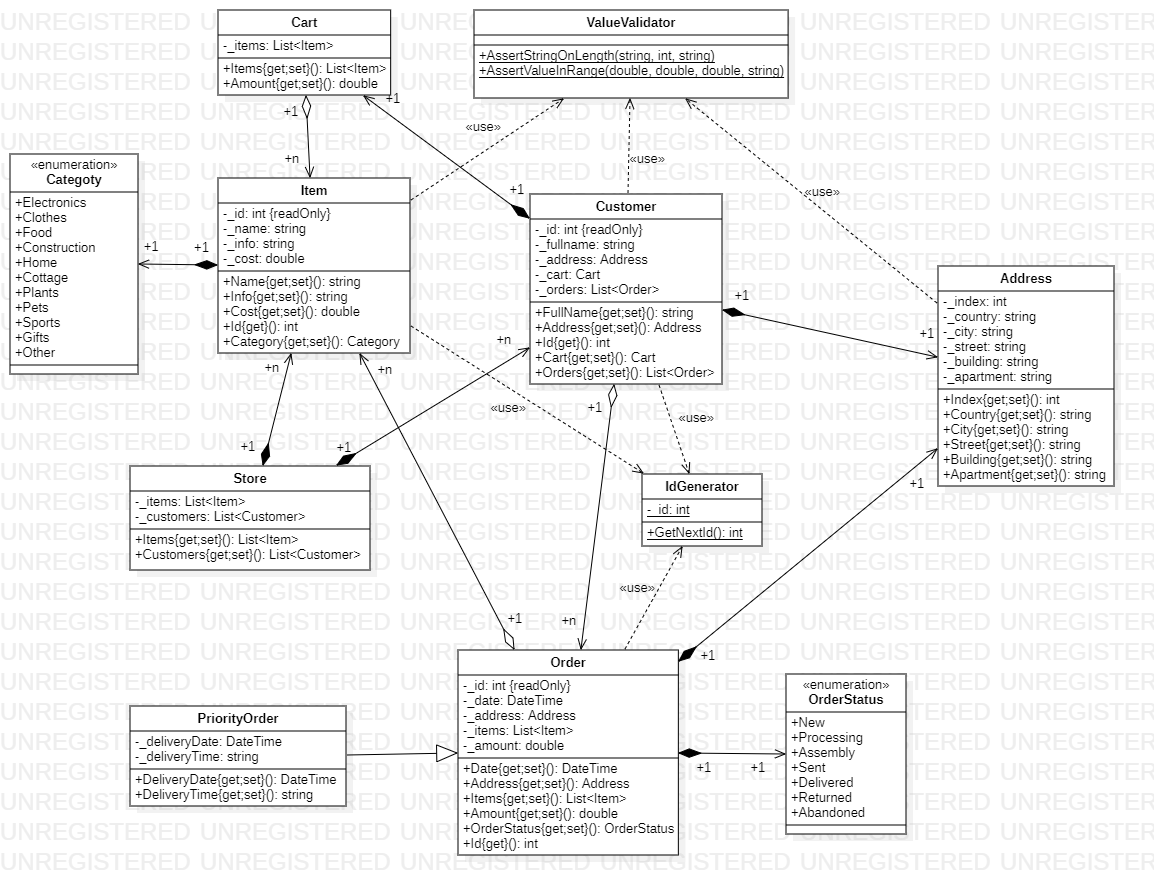 Cart
-_items: List<Item>
+Items{get;set}(): List<Item>
+Amount{get;set}(): double
ValueValidator
+AssertStringOnLength(string, int, string)
+AssertValueInRange(double, double, double, string)
+1
+1
«use»
+n
«use»
+1
«use»
«enumeration»
Categoty
+Electronics
+Clothes
+Food
+Construction
+Home
+Cottage
+Plants
+Pets
+Sports
+Gifts
+Other
+1
+1
Item
-_id: int {readOnly}
-_name: string
-_info: string
-_cost: double
+Name{get;set}(): string
+Info{get;set}(): string
+Cost{get;set}(): double
+Id{get}(): int
+Category{get;set}(): Category
Customer
-_id: int {readOnly}
-_fullname: string
-_address: Address
-_cart: Cart
-_orders: List<Order>
+FullName{get;set}(): string
+Address{get;set}(): Address
+Id{get}(): int
+Cart{get;set}(): Cart
+Orders{get;set}(): List<Order>
+1
+1
Address
-_index: int
-_country: string
-_city: string
-_street: string
-_building: string
-_apartment: string
+Index{get;set}(): int
+Country{get;set}(): string
+City{get;set}(): string
+Street{get;set}(): string
+Building{get;set}(): string
+Apartment{get;set}(): string
+n
+n
+n
«use»
+1
«use»
+1
+1
+1
Store
-_items: List<Item>
-_customers: List<Customer>
+Items{get;set}(): List<Item>
+Customers{get;set}(): List<Customer>
IdGenerator
-_id: int
+GetNextId(): int
«use»
+1
+n
+1
Order
-_id: int {readOnly}
-_date: DateTime
-_address: Address
-_items: List<Item>
-_amount: double
+Date{get;set}(): DateTime
+Address{get;set}(): Address
+Items{get;set}(): List<Item>
+Amount{get;set}(): double
+OrderStatus{get;set}(): OrderStatus
+Id{get}(): int
PriorityOrder
-_deliveryDate: DateTime
-_deliveryTime: string
+DeliveryDate{get;set}(): DateTime
+DeliveryTime{get;set}(): string
+1
+1
«enumeration»
OrderStatus
+New
+Processing
+Assembly
+Sent
+Delivered
+Returned
+Abandoned
UNREGISTERED